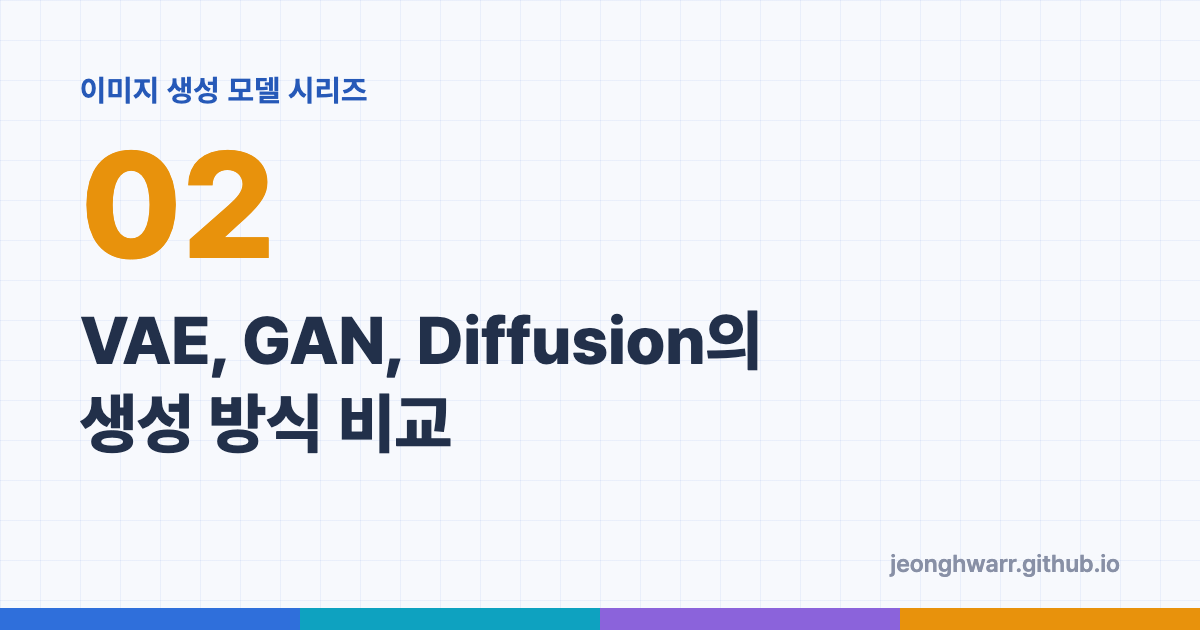 이미지 생성 모델 시리즈
02
VAE, GAN, Diffusion의
생성 방식 비교
jeonghwarr.github.io